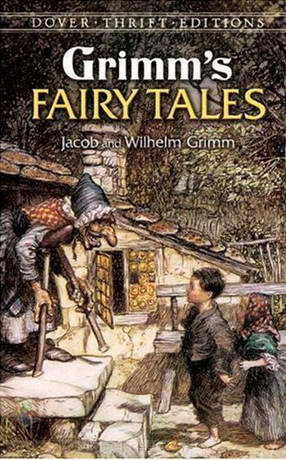 DOVER · THRIFT · EDITIONS
Grimm's
FAIRY TALES
Jacob and Wilhelm Grimm